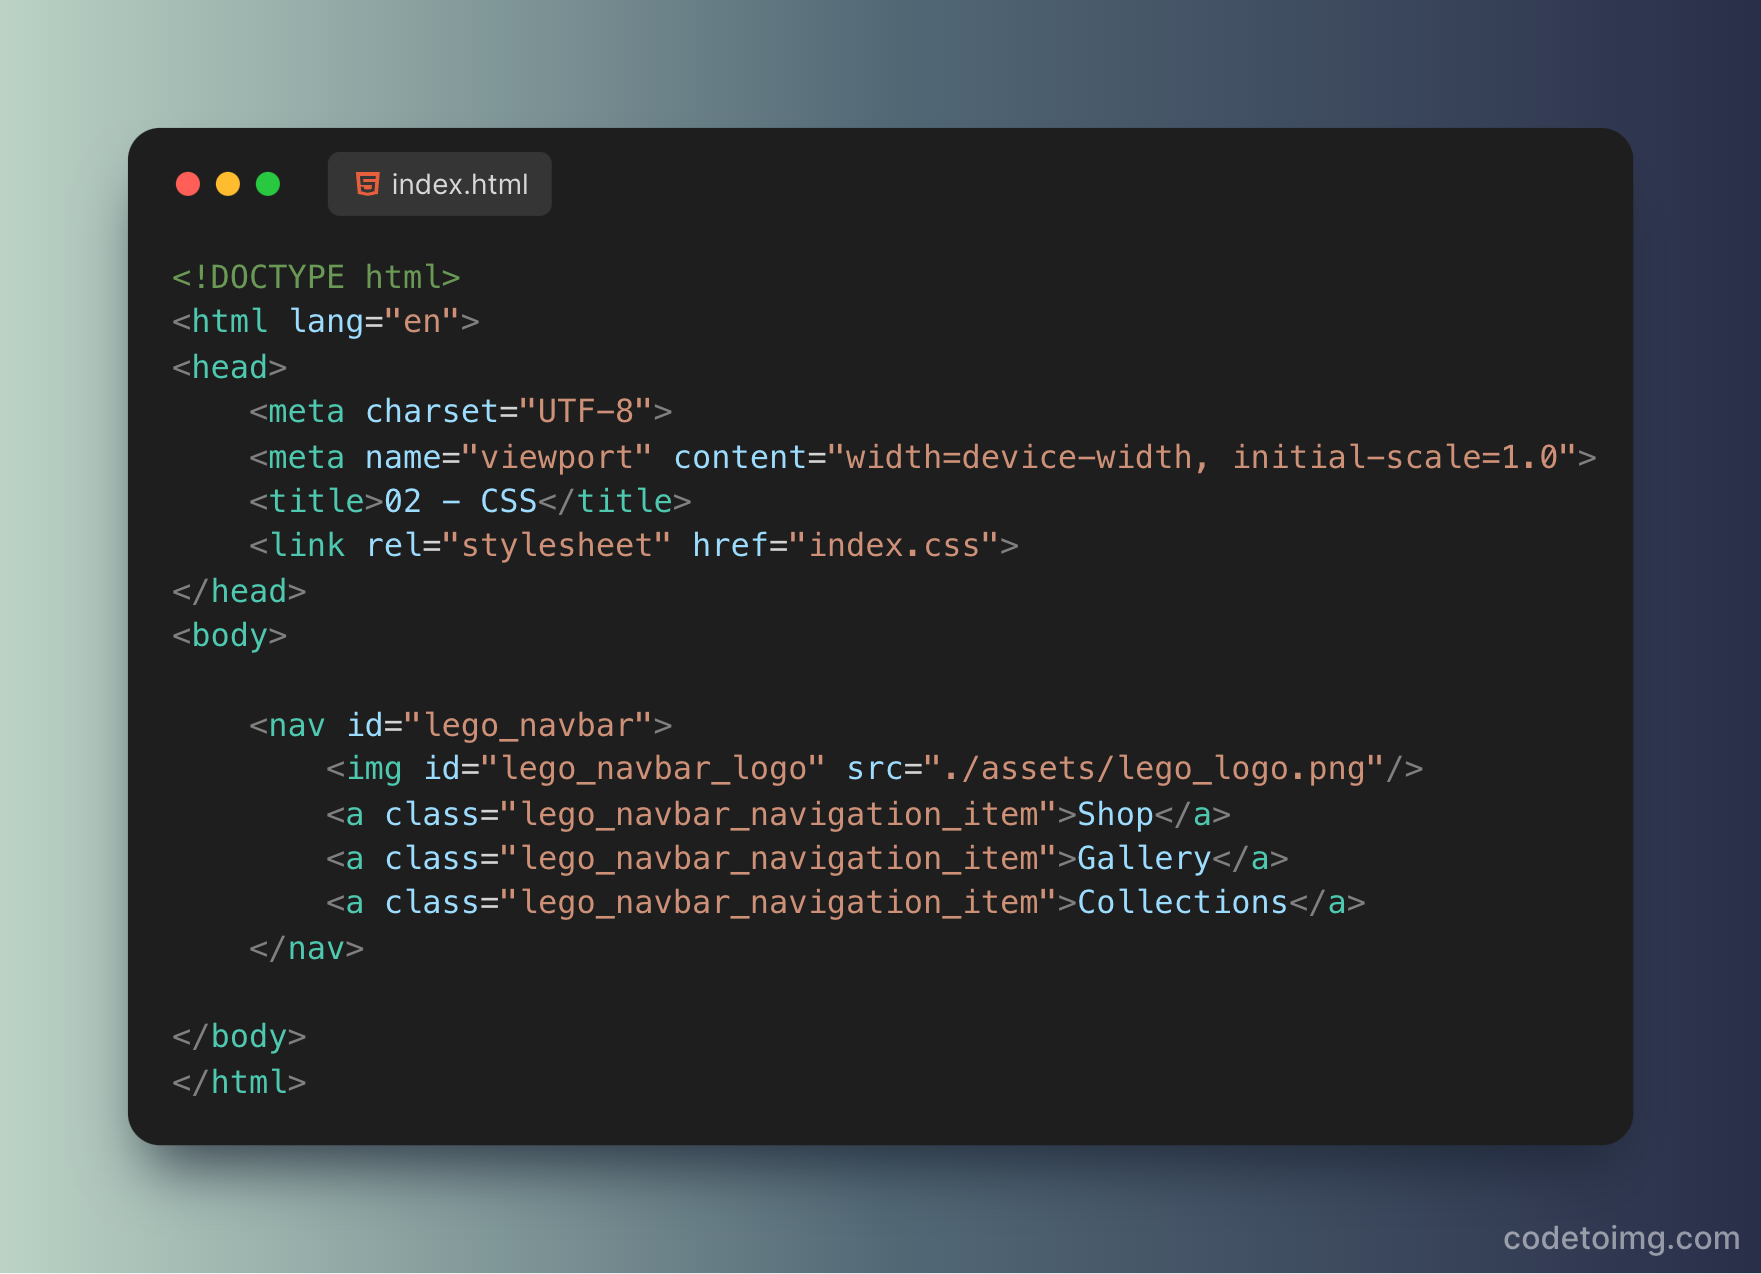 index.html
<!DOCTYPE html>
<html lang="en">
<head>
    <meta charset="UTF-8">
    <meta name="viewport" content="width=device-width, initial-scale=1.0">
    <title>02 - CSS</title>
    <link rel="stylesheet" href="index.css">
</head>
<body>
    <nav id="lego_navbar">
        <img id="lego_navbar_logo" src="./assets/lego_logo.png"/>
        <a class="lego_navbar_navigation_item">Shop</a>
        <a class="lego_navbar_navigation_item">Gallery</a>
        <a class="lego_navbar_navigation_item">Collections</a>
    </nav>
</body>
</html>
codetoimg.com